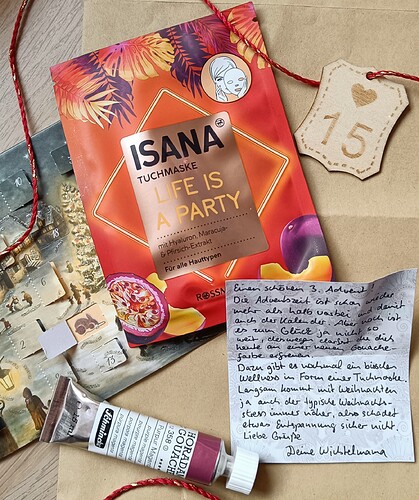 ISANA
TUCHMASKE
LIFE IS
A PARTY
mit Hyaluron, Maracuja-
& Pfirsich-Extrakt
Für alle Hauttypen
ROSSM
15
Einen schönen 3. Advent!
Die Adventszeit ist schon wieder
mehr als halb vorbei und damit
auch der Kalender. Aber noch ist
es zum Glück ja nicht so
weit, deswegen darfst du dich
heute an einer neuen Gouache-
farbe erfreuen.
Dazu gibt es nochmal ein bisschen
Wellness in Form einer Tuchmaske.
Langsam kommt mit Weihnachten
ja auch der typische Weihnachts-
stress immer näher, also schadet
etwas Entspannung sicher nicht.
Liebe Grüße
Deine Wichtelmama
10
13
Schmincke
HORADAM
GOUACHE